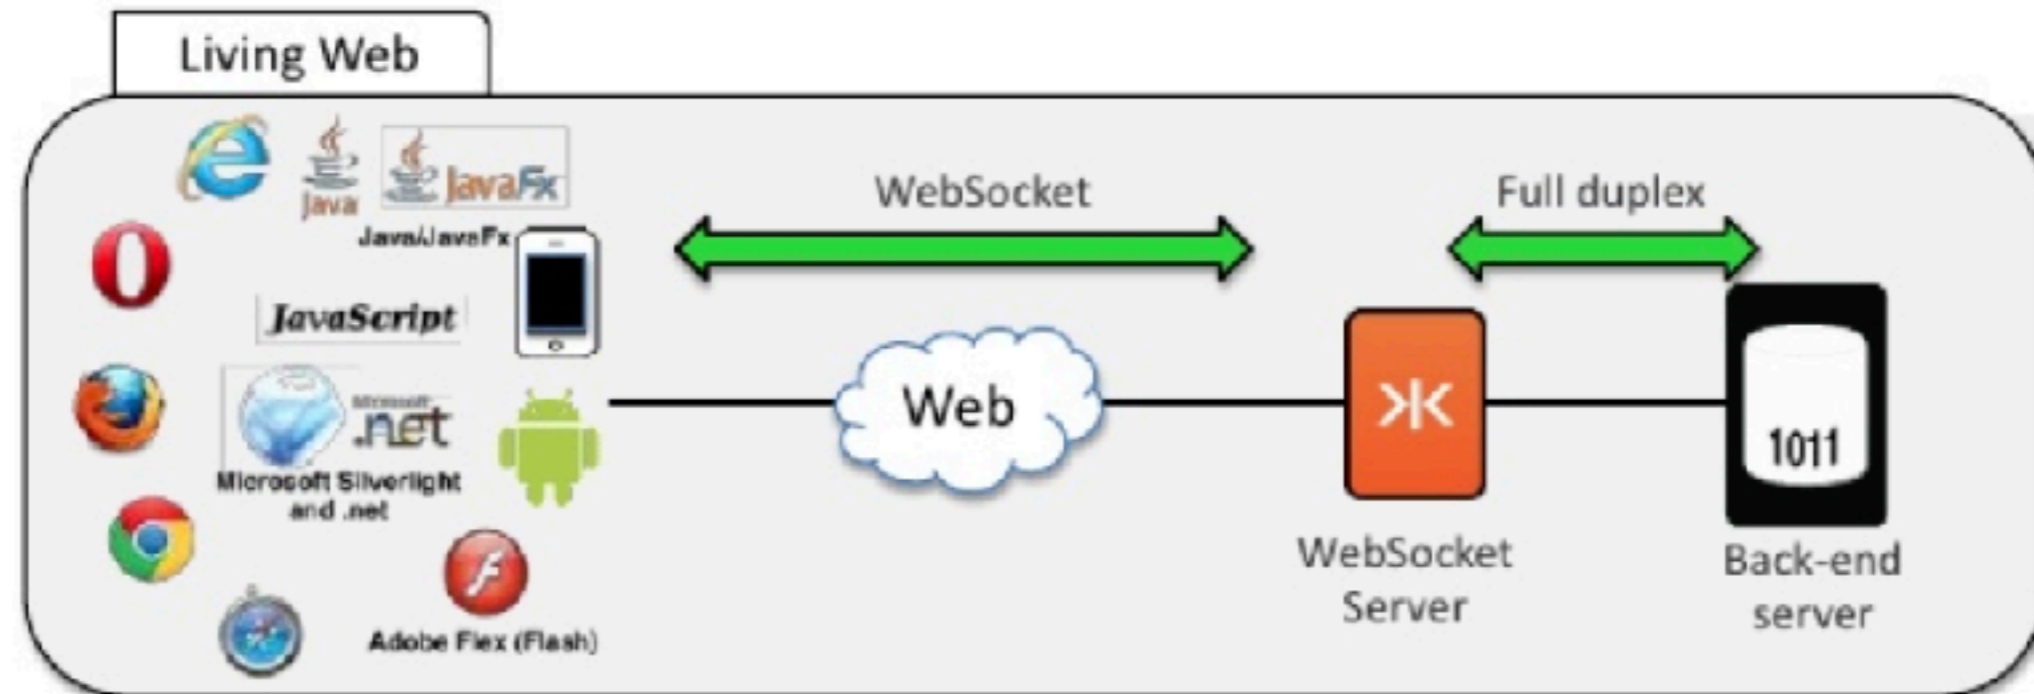 Living Web
Java
JavaFx
Java/JavaFx
WebSocket
Full duplex
JavaScript
Microsoft
.net
Microsoft Silverlight
and .net
Web
1011
WebSocket
Server
Back-end
server
Adobe Flex (Flash)